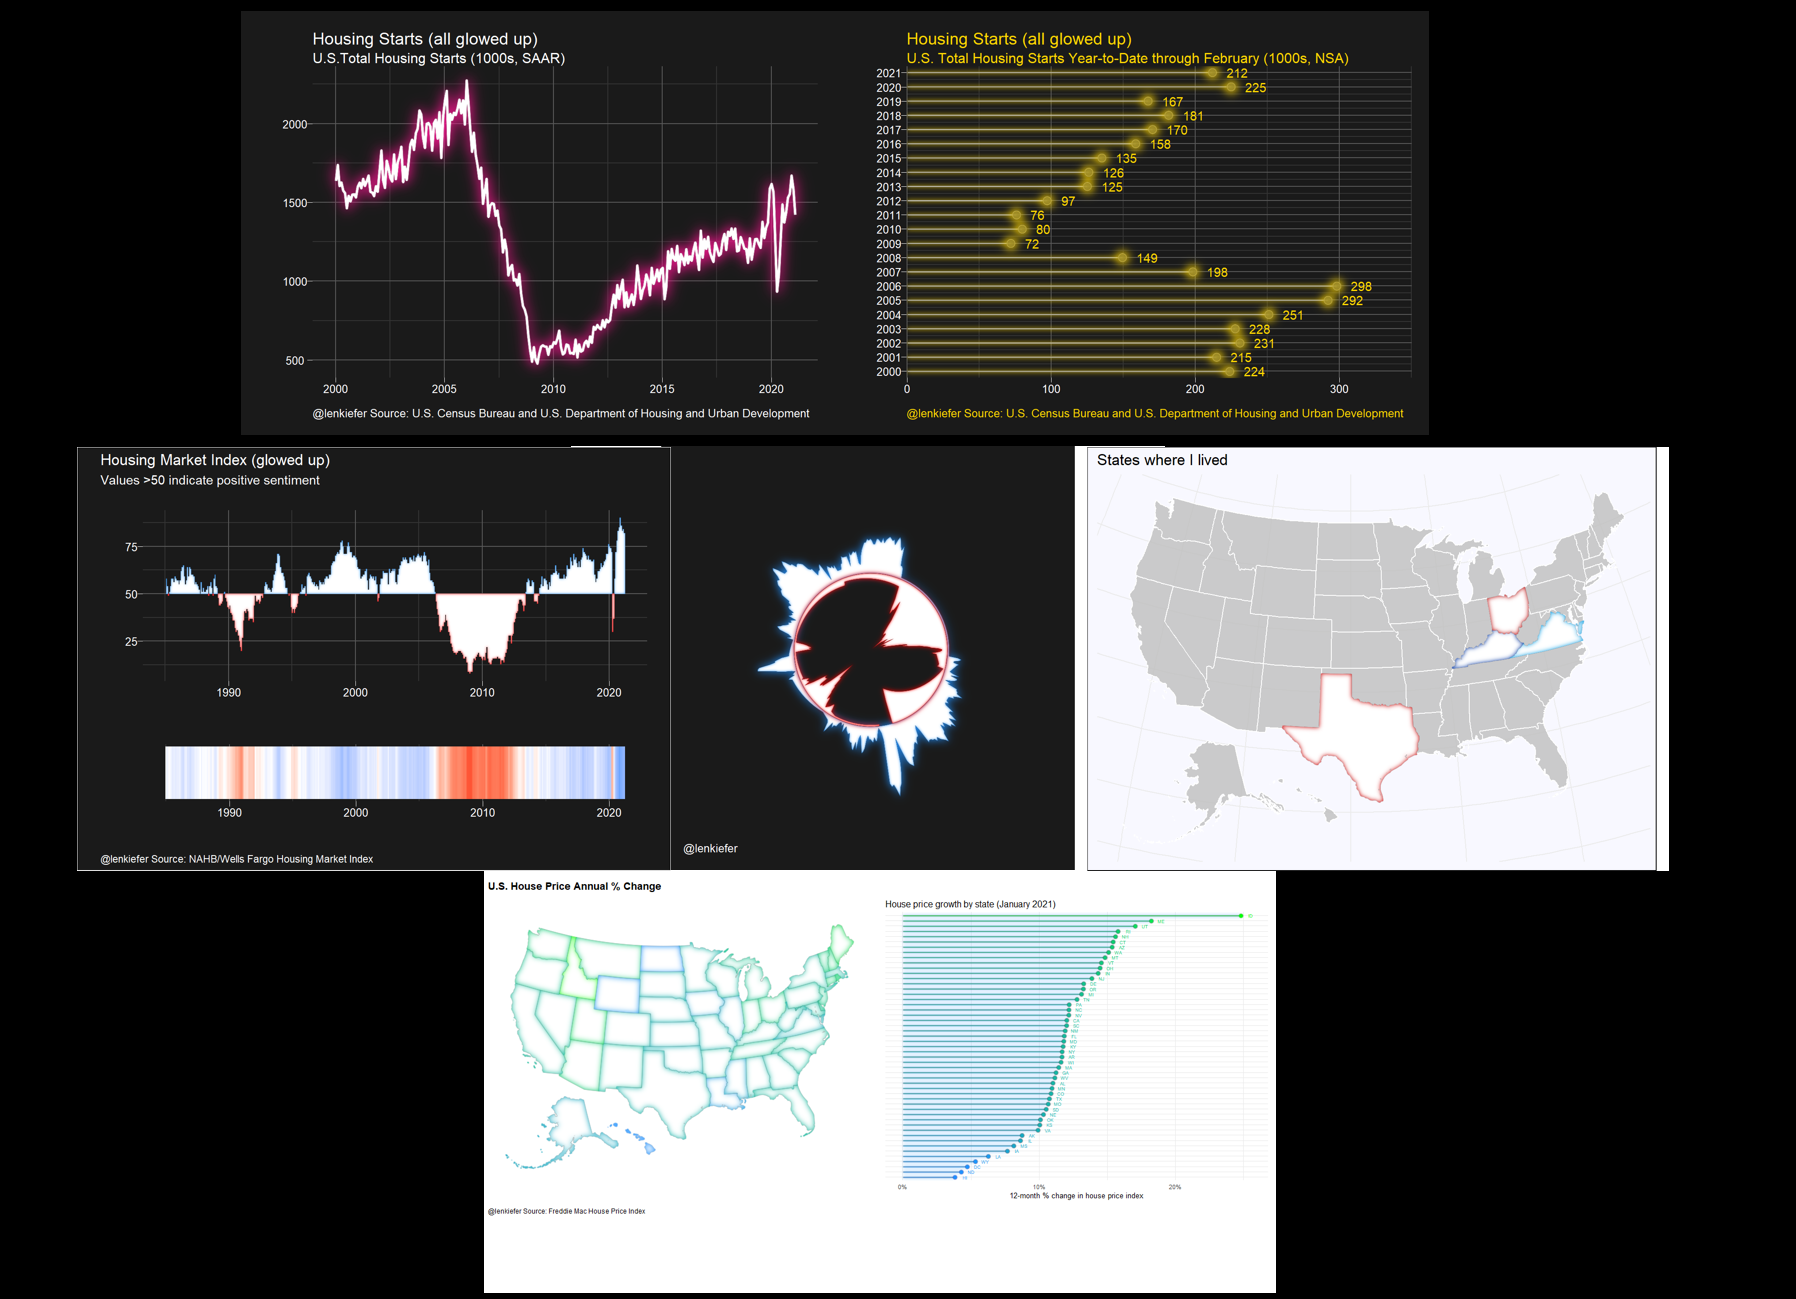 Housing Starts (all glowed up)
U.S.Total Housing Starts (1000s, SAAR)
2000
1500
1000
500
2000 2005 2010 2015 2020
@lenkiefer Source: U.S. Census Bureau and U.S. Department of Housing and Urban Development
Housing Starts (all glowed up)
U.S. Total Housing Starts Year-to-Date through February (1000s, NSA)
2021 212
2020 225
2019 167
2018 181
2017 170
2016 158
2015 135
2014 126
2013 125
2012 97
2011 76
2010 80
2009 72
2008 149
2007 198
2006 298
2005 292
2004 251
2003 228
2002 231
2001 215
2000 224
0 100 200 300
@lenkiefer Source: U.S. Census Bureau and U.S. Department of Housing and Urban Development
Housing Market Index (glowed up)
Values >50 indicate positive sentiment
75
50
25
1990 2000 2010 2020
1990 2000 2010 2020
@lenkiefer Source: NAHB/Wells Fargo Housing Market Index
@lenkiefer
States where I lived
U.S. House Price Annual % Change
@lenkiefer Source: Freddie Mac House Price Index
House price growth by state (January 2021)
UT
TN
LA
WY
0% 10% 20%
12-month % change in house price index